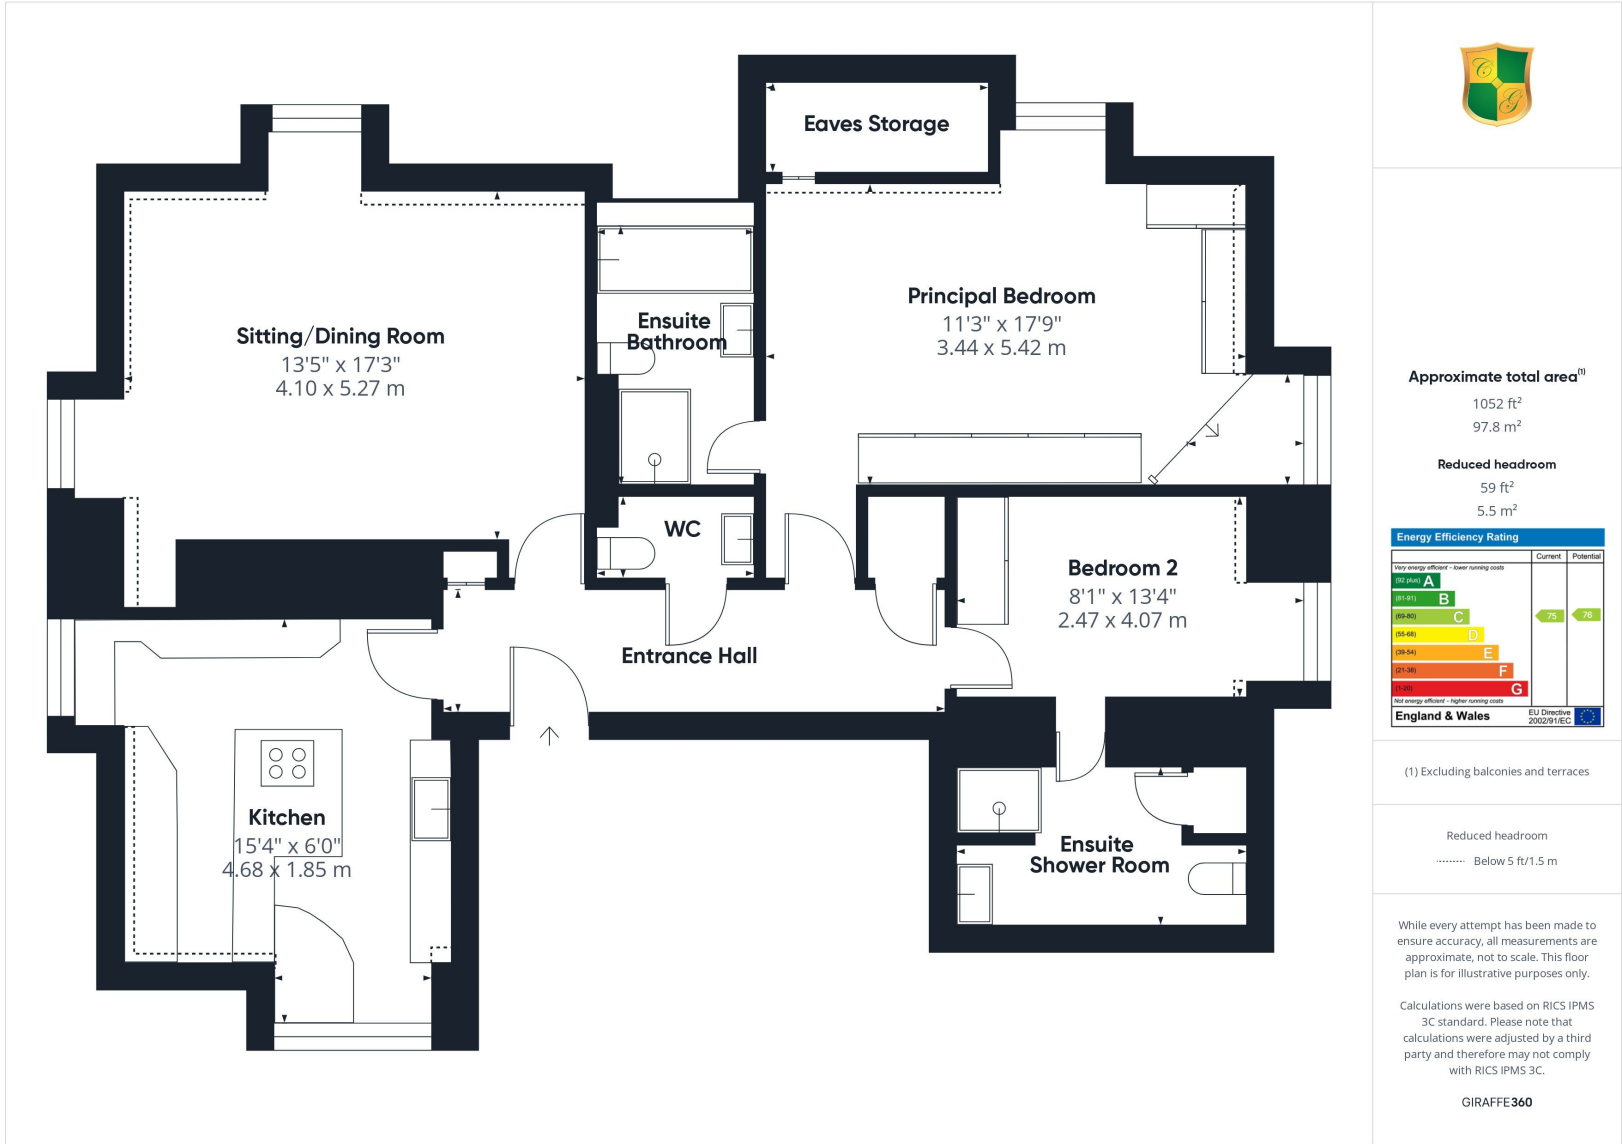 Eaves Storage
Sitting/Dining Room
13'5" x 17'3"
4.10 x 5.27 m
Ensuite
Bathroom
Principal Bedroom
11'3" x 17'9"
3.44 x 5.42 m
WC
Bedroom 2
8'1" x 13'4"
2.47 x 4.07 m
Entrance Hall
Kitchen
15'4" x 6'0"
4.68 x 1.85 m
Ensuite
Shower Room
C
G
Approximate total area(1)
1052 ft²
97.8 m²
Reduced headroom
59 ft²
5.5 m²
Energy Efficiency Rating
Current Potential
Very energy efficient - lower running costs
(92 plus) A
(81-91) B
(69-80) C 75 76
(55-68) D
(39-54) E
(21-38) F
(1-20) G
Not energy efficient - higher running costs
England & Wales
EU Directive
2002/91/EC
(1) Excluding balconies and terraces
Reduced headroom
Below 5 ft/1.5 m
While every attempt has been made to
ensure accuracy, all measurements are
approximate, not to scale. This floor
plan is for illustrative purposes only.
Calculations were based on RICS IPMS
3C standard. Please note that
calculations were adjusted by a third
party and therefore may not comply
with RICS IPMS 3C.
GIRAFFE360